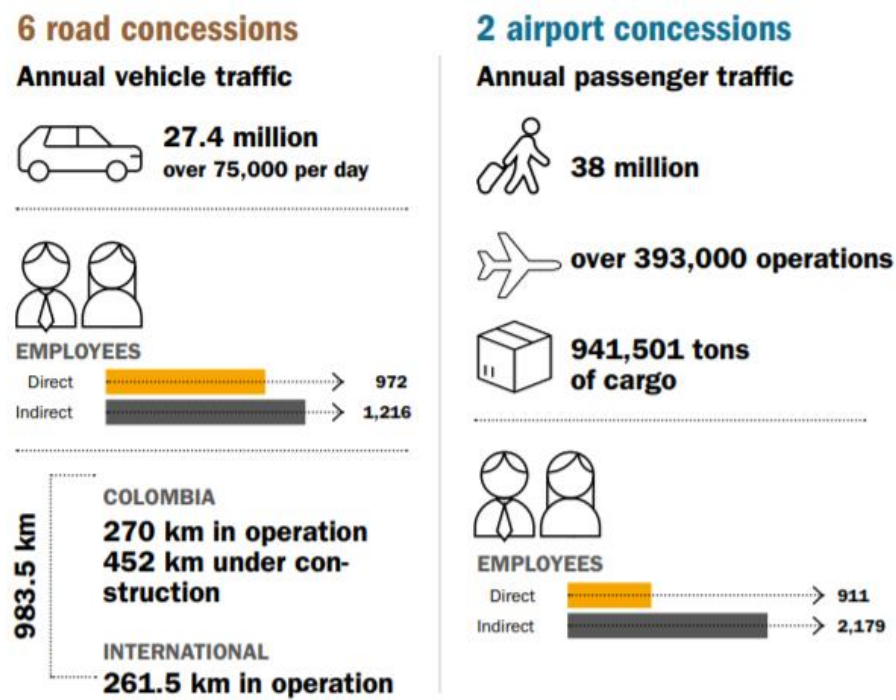 6 road concessions
Annual vehicle traffic
27.4 million
over 75,000 per day
EMPLOYEES
Direct 972
Indirect 1,216
983.5 km
COLOMBIA
270 km in operation
452 km under con-
struction
INTERNATIONAL
261.5 km in operation
2 airport concessions
Annual passenger traffic
38 million
over 393,000 operations
941,501 tons
of cargo
EMPLOYEES
Direct 911
Indirect 2,179